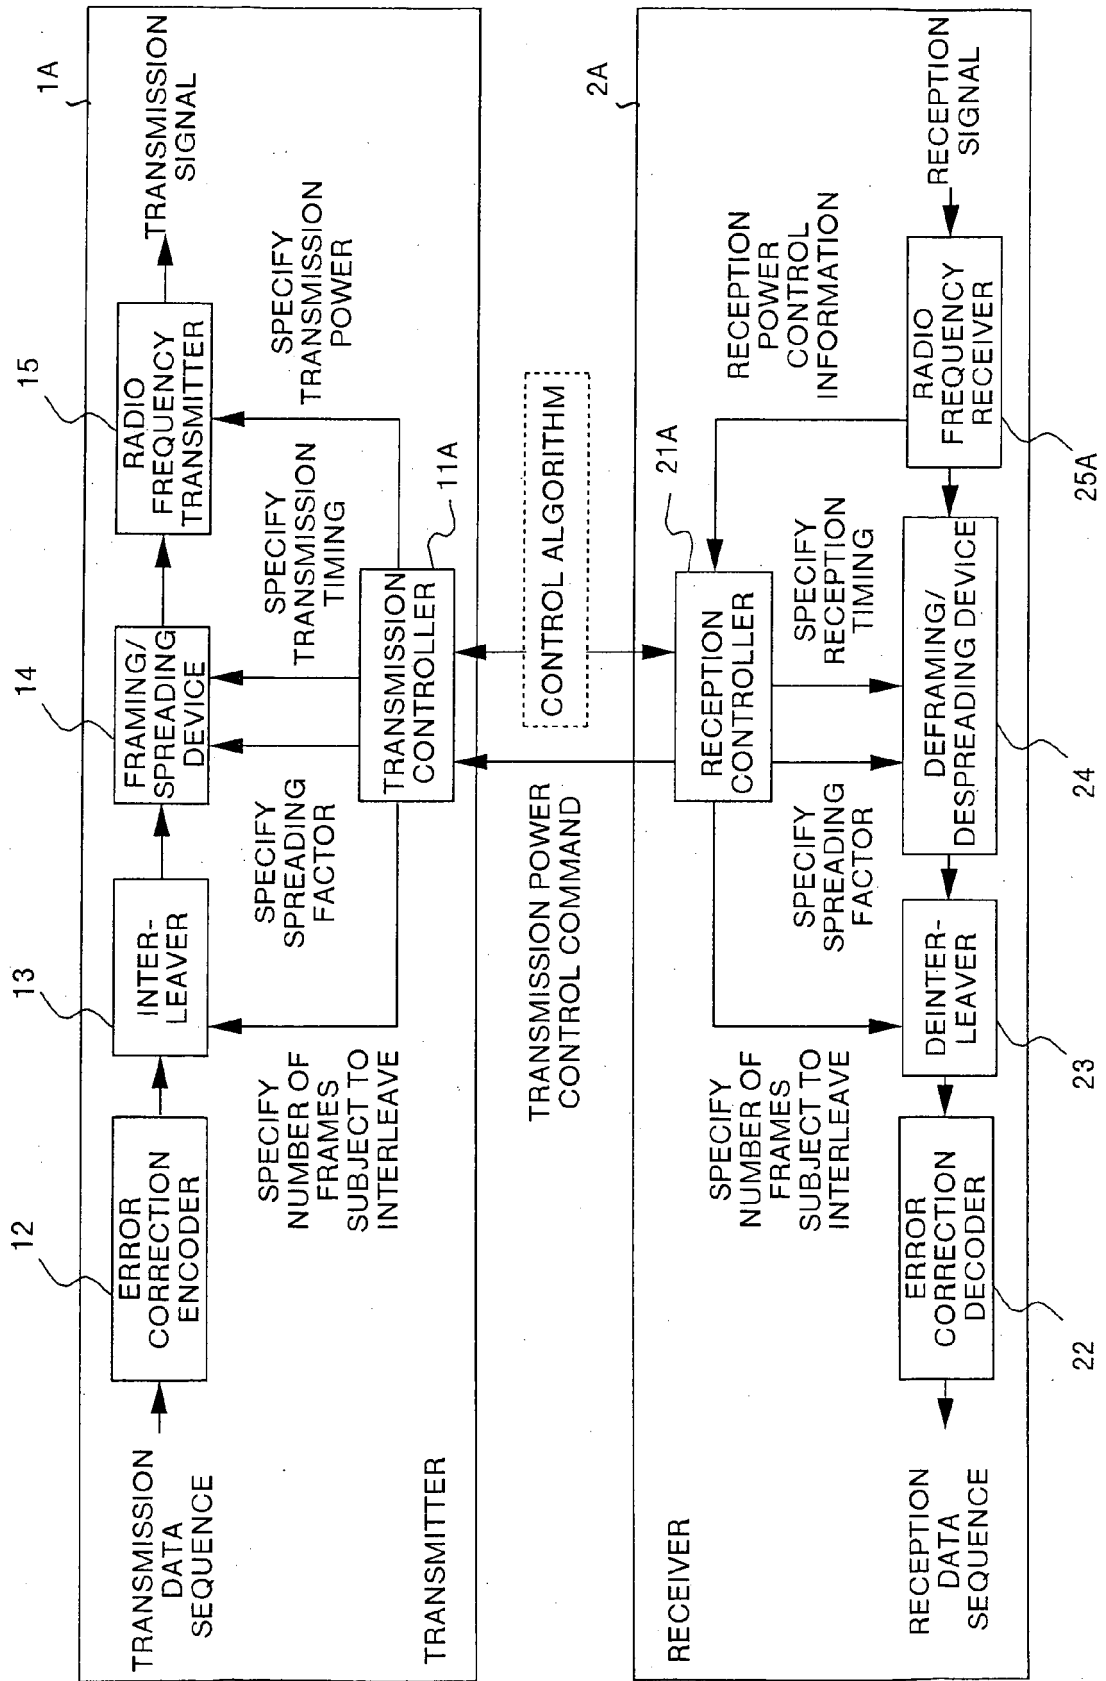 1A
TRANSMITTER
TRANSMISSION
DATA
SEQUENCE
12
ERROR
CORRECTION
ENCODER
13
INTER-
LEAVER
14
FRAMING/
SPREADING
DEVICE
15
RADIO
FREQUENCY
TRANSMITTER
TRANSMISSION
SIGNAL
SPECIFY
NUMBER OF
FRAMES
SUBJECT TO
INTERLEAVE
SPECIFY
SPREADING
FACTOR
SPECIFY
TRANSMISSION
TIMING
SPECIFY
TRANSMISSION
POWER
TRANSMISSION
CONTROLLER
11A
TRANSMISSION POWER
CONTROL COMMAND
CONTROL ALGORITHM
2A
RECEIVER
RECEPTION
CONTROLLER
21A
SPECIFY
NUMBER OF
FRAMES
SUBJECT TO
INTERLEAVE
SPECIFY
SPREADING
FACTOR
SPECIFY
RECEPTION
TIMING
RECEPTION
POWER
CONTROL
INFORMATION
RECEPTION
DATA
SEQUENCE
ERROR
CORRECTION
DECODER
22
DEINTER-
LEAVER
23
DEFRAMING/
DESPREADING DEVICE
24
RADIO
FREQUENCY
RECEIVER
25A
RECEPTION
SIGNAL